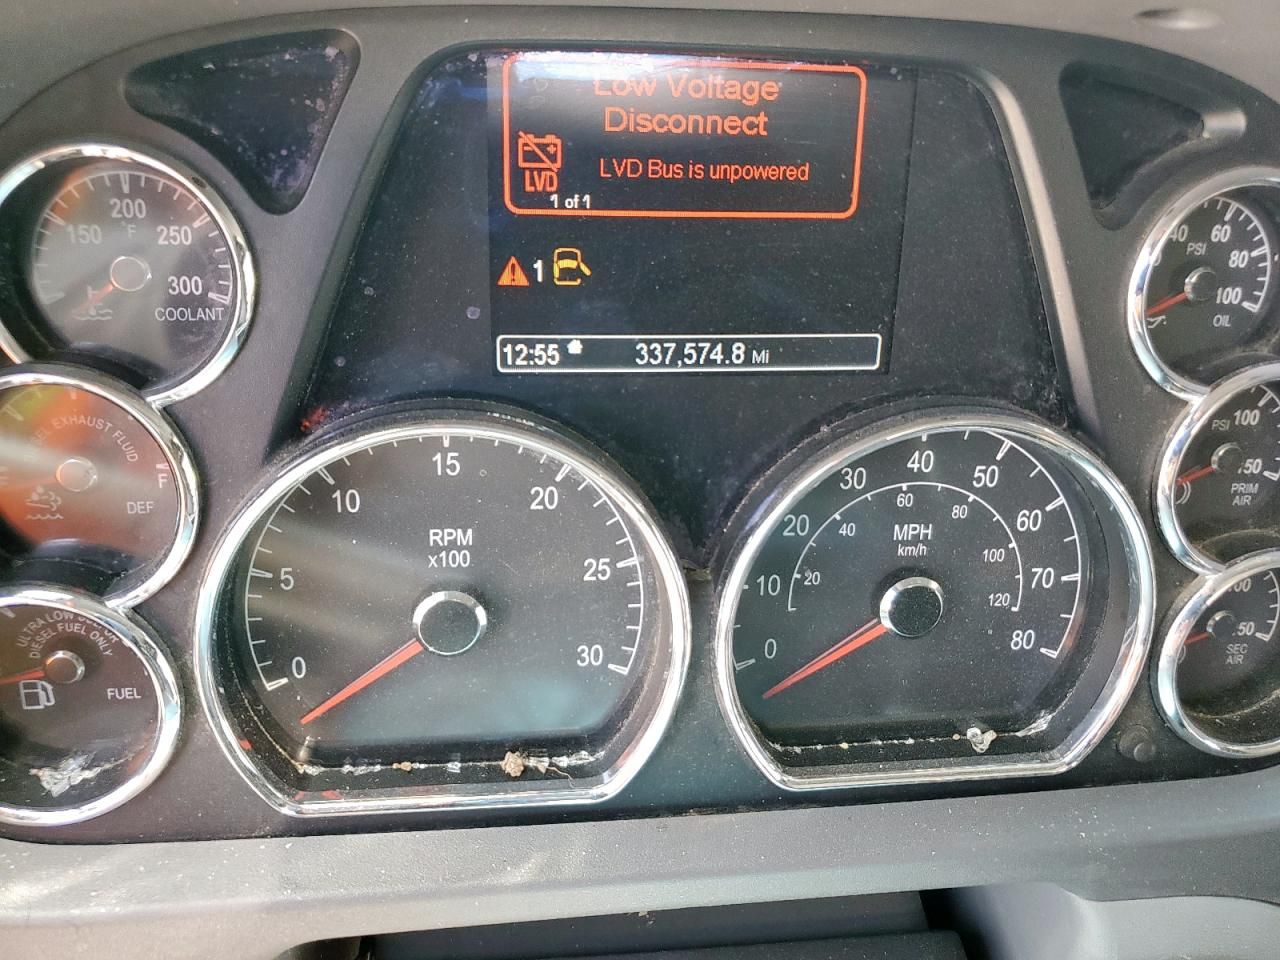 Low Voltage
Disconnect
LVD Bus is unpowered
LVD
1 of 1
1
12:55
337,574.8 Mi
150
200
°F
250
300
COOLANT
EXHAUST FLUID
F
DEF
ULTRA LOW SULFUR
DIESEL FUEL ONLY
FUEL
0
5
10
15
20
25
30
RPM
x100
0
10
20
30
40
50
60
70
80
MPH
km/h
20
40
60
80
100
120
40
60
80
100
PSI
OIL
PSI
100
PRIM
AIR
SEC
AIR